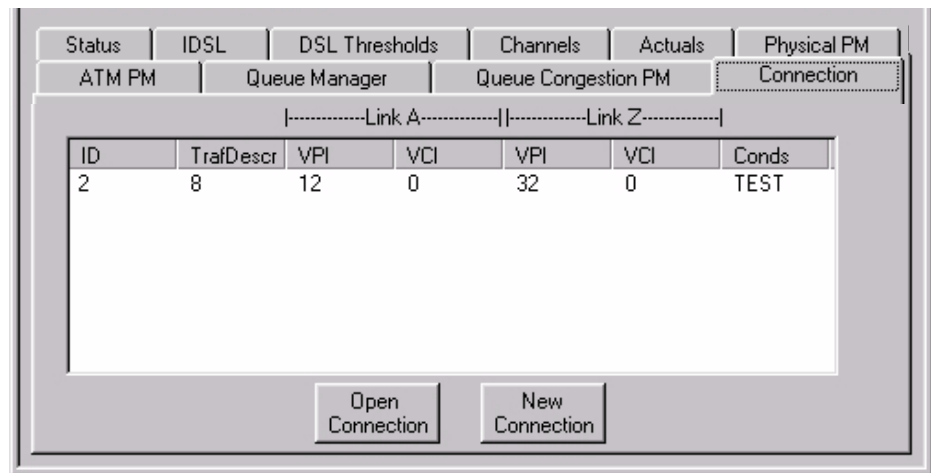 Status IDSL DSL Thresholds Channels Actuals Physical PM
ATM PM Queue Manager Queue Congestion PM Connection
|-------------Link A-------------||-------------Link Z-------------|
ID TrafDescr VPI VCI VPI VCI Conds
2 8 12 0 32 0 TEST
Open Connection
New Connection